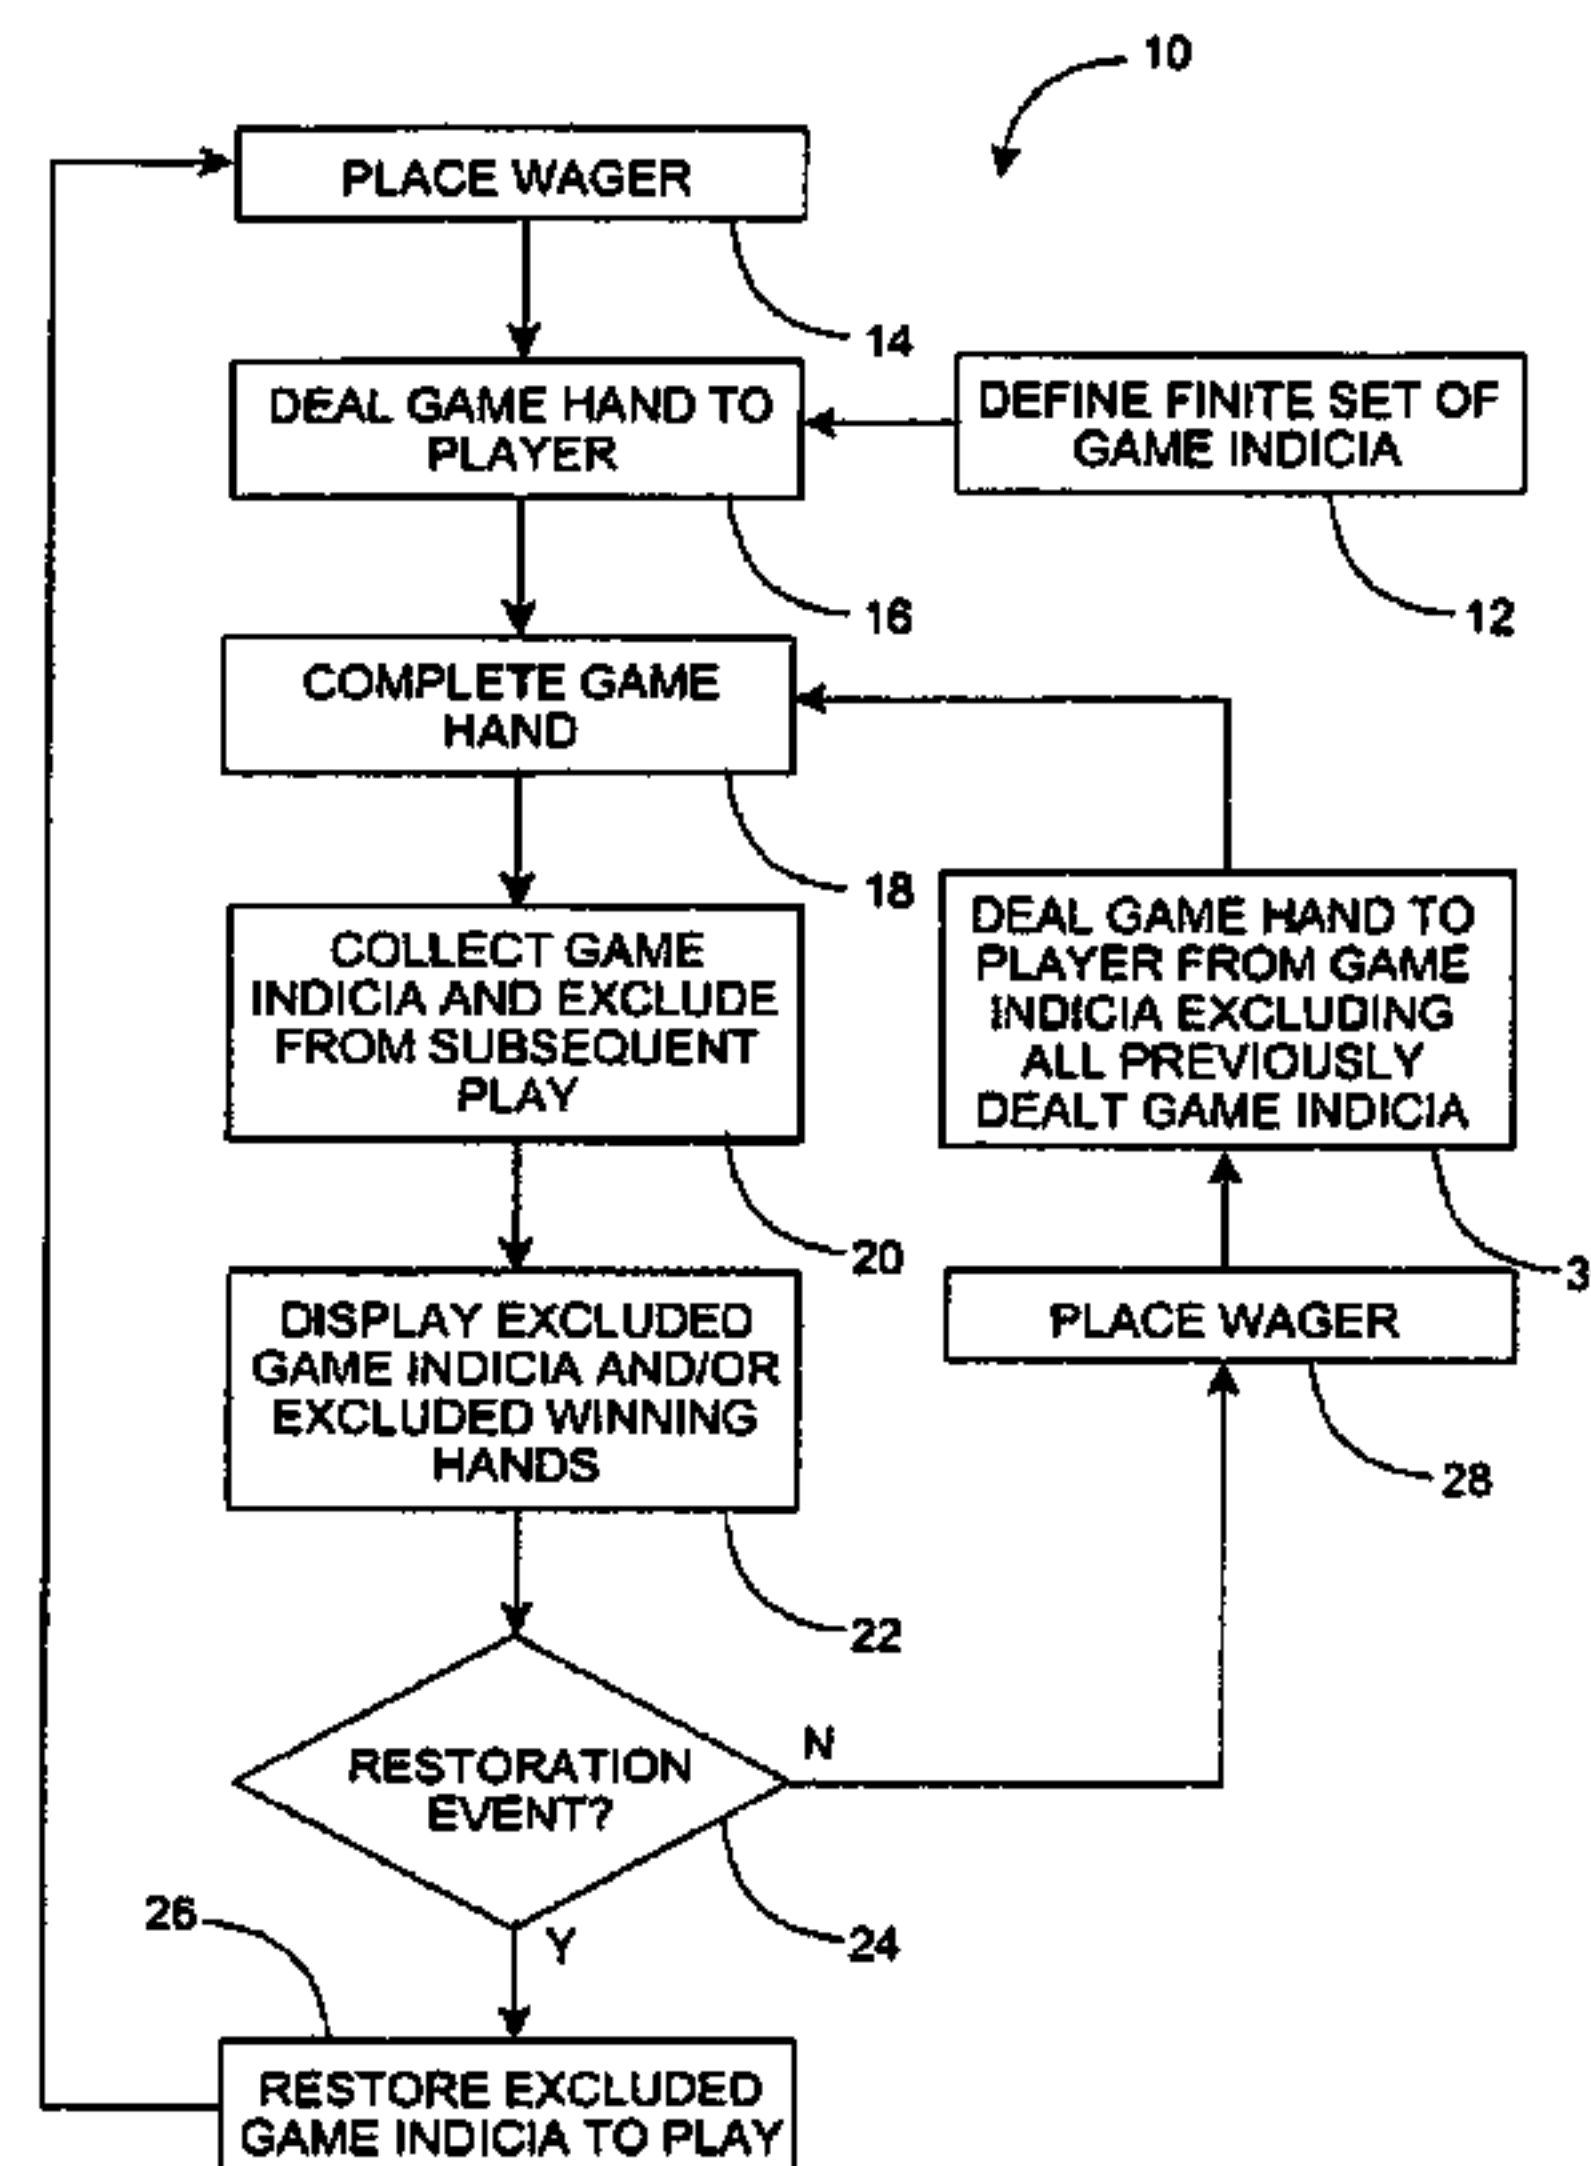 10
PLACE WAGER
14
DEAL GAME HAND TO
PLAYER
DEFINE FINITE SET OF
GAME INDICIA
16
12
COMPLETE GAME
HAND
18
COLLECT GAME
INDICIA AND EXCLUDE
FROM SUBSEQUENT
PLAY
DEAL GAME HAND TO
PLAYER FROM GAME
INDICIA EXCLUDING
ALL PREVIOUSLY
DEALT GAME INDICIA
20
3
DISPLAY EXCLUDED
GAME INDICIA AND/OR
EXCLUDED WINNING
HANDS
PLACE WAGER
28
22
RESTORATION
EVENT?
N
24
Y
26
RESTORE EXCLUDED
GAME INDICIA TO PLAY